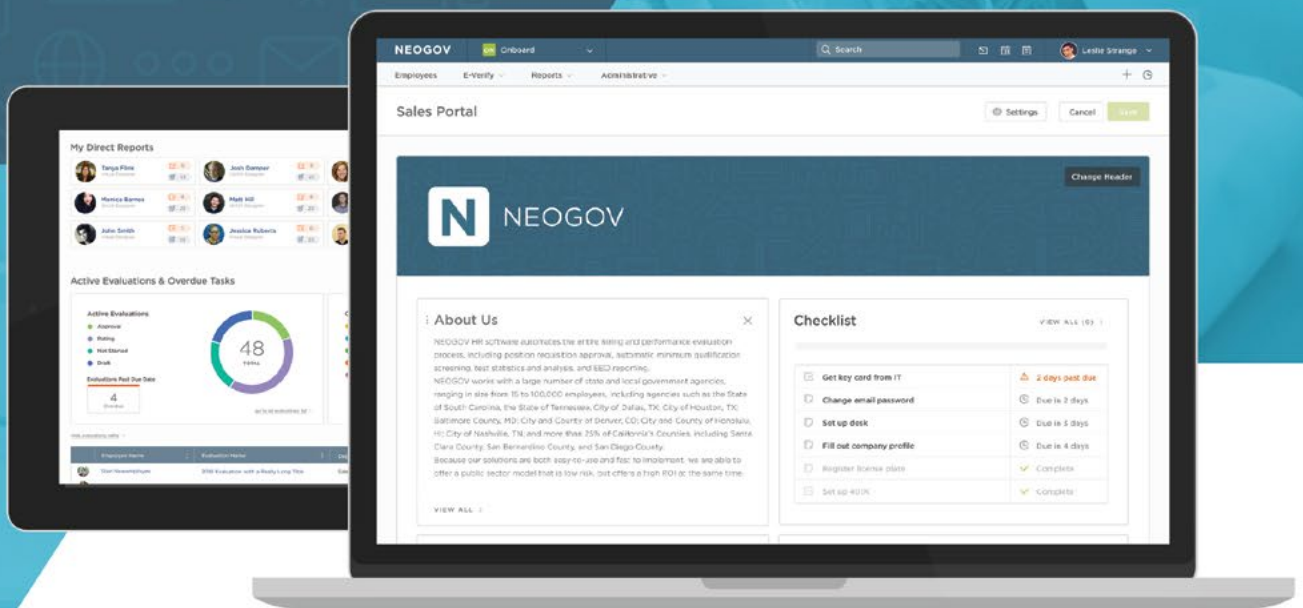 My Direct Reports
Tanya Fline
Josh Damper
Monica Barnes
Matt Hill
John Smith
Jessica Roberts
Active Evaluations & Overdue Tasks
Active Evaluations
Approval
Rating
Not Started
Draft
48
TOTAL
Evaluations Past Due Date
4
Employee Name
Evaluation Name
2018 Evaluation with a Really Long Title
NEOGOV
Onboard
Search
Leslie Strange
Employees
E-Verify
Reports
Administrative
Sales Portal
Settings
Cancel
Save
Change Header
N NEOGOV
About Us
NEOGOV HR software automates the entire hiring and performance evaluation
process, including position requisition approval, automatic minimum qualification
screening, test statistics and analysis, and EEO reporting.
NEOGOV works with a large number of state and local government agencies,
ranging in size from 15 to 100,000 employees, including agencies such as the State
of South Carolina, the State of Tennessee, City of Dallas, TX; City of Houston, TX;
Baltimore County, MD; City and County of Denver, CO; City and County of Honolulu,
HI; City of Nashville, TN; and more than 25% of California's Counties, including Santa
Clara County, San Bernardino County, and San Diego County.
Because our solutions are both easy-to-use and fast to implement, we are able to
offer a public sector model that is low risk, but offers a high ROI at the same time.
VIEW ALL
Checklist
VIEW ALL (6)
Get key card from IT
2 days past due
Change email password
Due in 2 days
Set up desk
Due in 3 days
Fill out company profile
Due in 4 days
Register license plate
Complete
Set up 401K
Complete